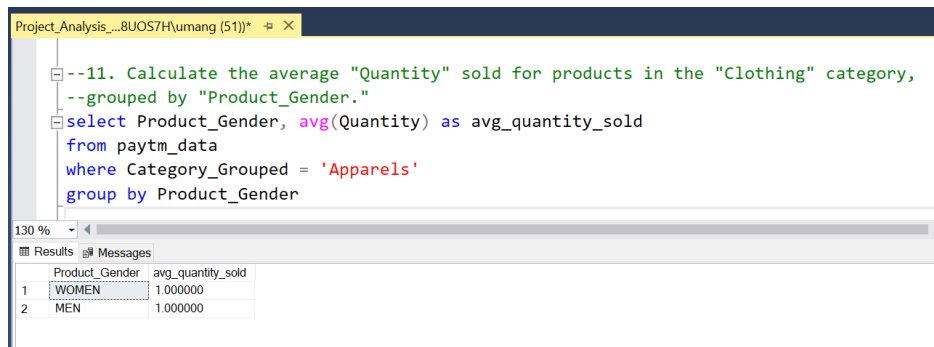 Project_Analysis_...8UOS7H\umang (51))*
--11. Calculate the average "Quantity" sold for products in the "Clothing" category,
--grouped by "Product_Gender."
select Product_Gender, avg(Quantity) as avg_quantity_sold
from paytm_data
where Category_Grouped = 'Apparels'
group by Product_Gender
130 %
Results Messages
Product_Gender avg_quantity_sold
1 WOMEN 1.000000
2 MEN 1.000000